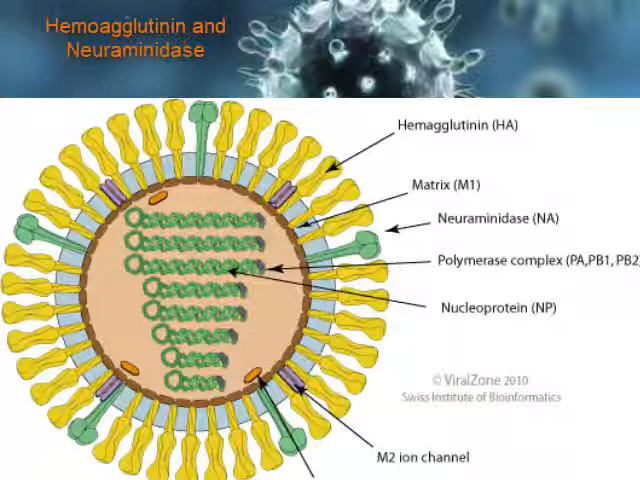 Hemoagglutinin and
Neuraminidase
Hemagglutinin (HA)
Matrix (M1)
Neuraminidase (NA)
Polymerase complex (PA,PB1, PB2)
Nucleoprotein (NP)
© ViralZone 2010
Swiss Institute of Bioinformatics
M2 ion channel